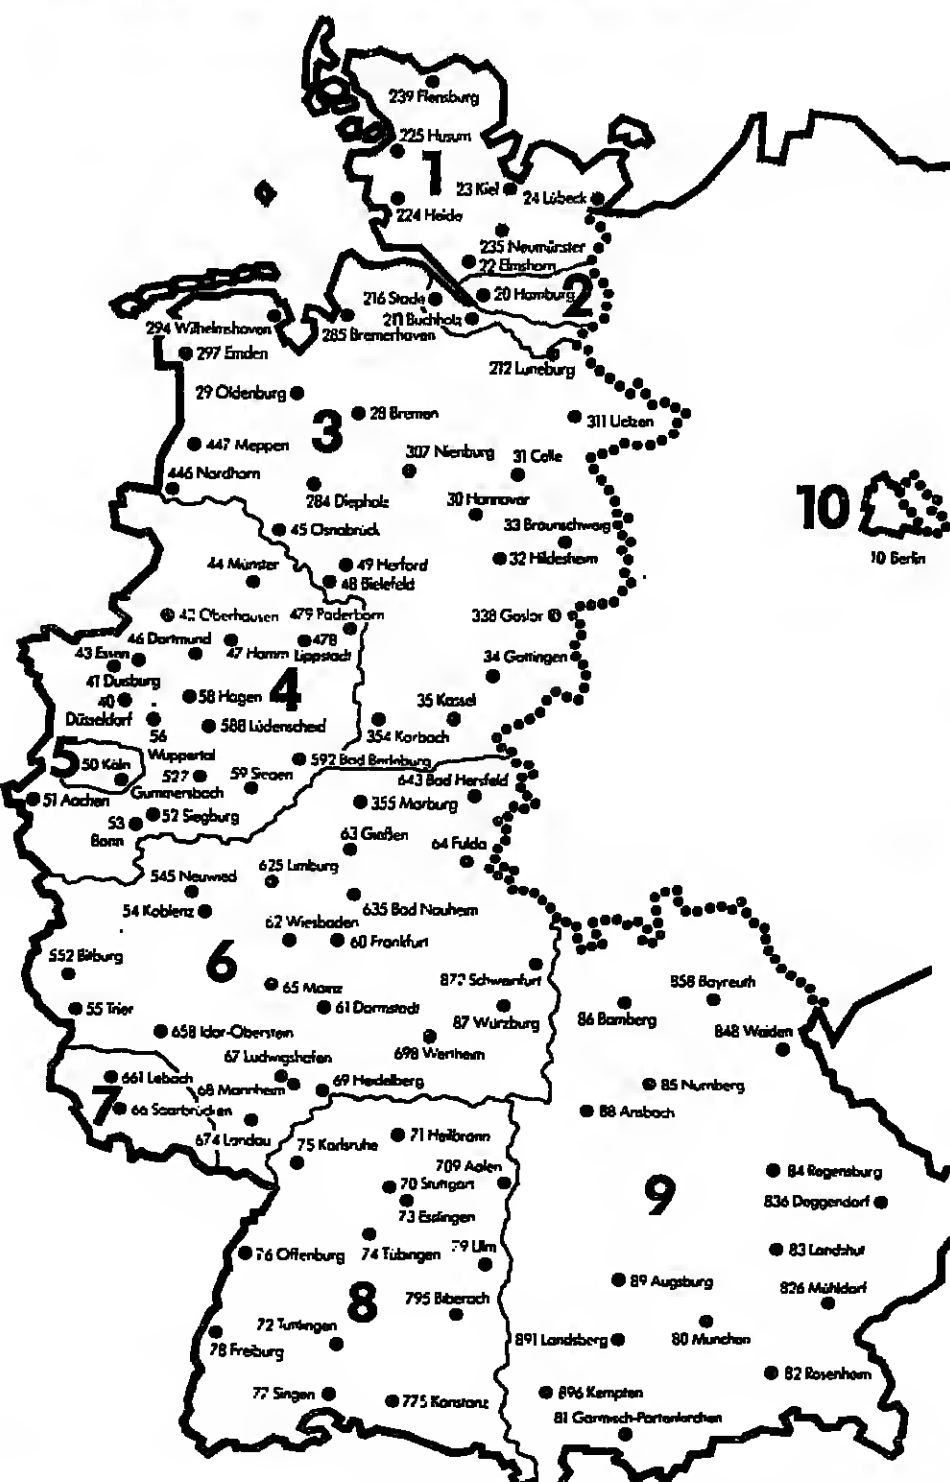 239 Flensburg
225 Husum
1
23 Kiel
24 Lübeck
224 Heide
235 Neumünster
22 Elmshorn
2
20 Hamburg
216 Stade
211 Buchholz
294 Wilhelmshaven
285 Bremerhaven
297 Emden
212 Luneburg
29 Oldenburg
28 Bremen
311 Uelzen
3
447 Meppen
307 Nienburg
31 Celle
446 Nordhorn
284 Diepholz
30 Hannover
10
33 Braunschweig
45 Osnabrück
10 Berlin
32 Hildesheim
44 Münster
49 Herford
48 Bielefeld
42 Oberhausen
479 Paderborn
338 Goslar
46 Dortmund
43 Essen
47 Hamm
478
Lippstadt
34 Gottingen
41 Duisburg
4
40
Düsseldorf
58 Hagen
35 Kassel
56
Wuppertal
588 Lüdenscheid
354 Korbach
5
50 Köln
527
Gummersbach
59 Siegen
592 Bad Berleburg
643 Bad Hersfeld
51 Aachen
355 Marburg
52 Siegburg
53
Bonn
63 Gießen
64 Fulda
625 Limburg
545 Neuwied
635 Bad Nauheim
54 Koblenz
62 Wiesbaden
60 Frankfurt
6
552 Bitburg
872 Schweinfurt
858 Bayreuth
65 Mainz
55 Trier
61 Darmstadt
87 Wurzburg
86 Bamberg
658 Idar-Oberstein
848 Waiden
698 Wertheim
67 Ludwigshafen
661 Lebach
68 Mannheim
69 Heidelberg
85 Nurnberg
7
66 Saarbrücken
88 Ansbach
674 Landau
71 Heilbronn
75 Karlsruhe
709 Aalen
84 Regensburg
70 Stuttgart
9
836 Deggendorf
73 Esslingen
76 Offenburg
74 Tübingen
79 Ulm
83 Landshut
89 Augsburg
826 Mühldorf
8
795 Biberach
72 Tuttlingen
78 Freiburg
891 Landsberg
80 Munchen
82 Rosenheim
77 Singen
775 Konstanz
896 Kempten
81 Garmisch-Partenkirchen